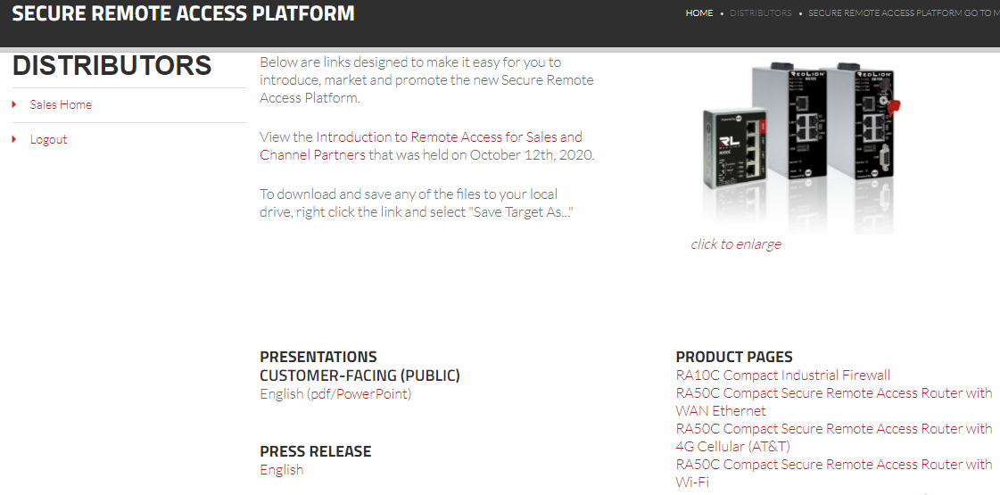 SECURE REMOTE ACCESS PLATFORM
HOME • DISTRIBUTORS • SECURE REMOTE ACCESS PLATFORM GO TO M
DISTRIBUTORS
Sales Home
Logout
Below are links designed to make it easy for you to
introduce, market and promote the new Secure Remote
Access Platform.
View the Introduction to Remote Access for Sales and
Channel Partners that was held on October 12th, 2020.
To download and save any of the files to your local
drive, right click the link and select "Save Target As..."
REDLION
REDLION
RL
click to enlarge
PRESENTATIONS
CUSTOMER-FACING (PUBLIC)
English (pdf/PowerPoint)
PRESS RELEASE
English
PRODUCT PAGES
RA10C Compact Industrial Firewall
RA50C Compact Secure Remote Access Router with
WAN Ethernet
RA50C Compact Secure Remote Access Router with
4G Cellular (AT&T)
RA50C Compact Secure Remote Access Router with
Wi-Fi